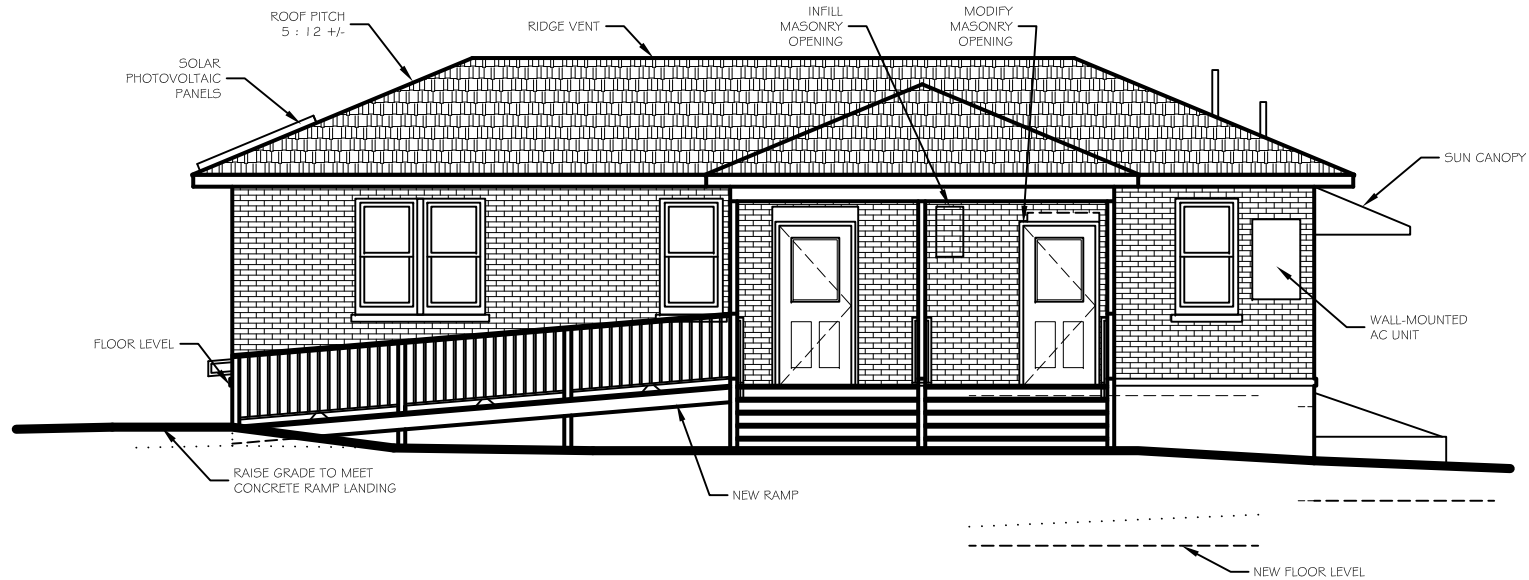 ROOF PITCH
5 : 12 +/-
RIDGE VENT
INFILL
MASONRY
OPENING
MODIFY
MASONRY
OPENING
SOLAR
PHOTOVOLTAIC
PANELS
SUN CANOPY
WALL-MOUNTED
AC UNIT
FLOOR LEVEL
RAISE GRADE TO MEET
CONCRETE RAMP LANDING
NEW RAMP
NEW FLOOR LEVEL